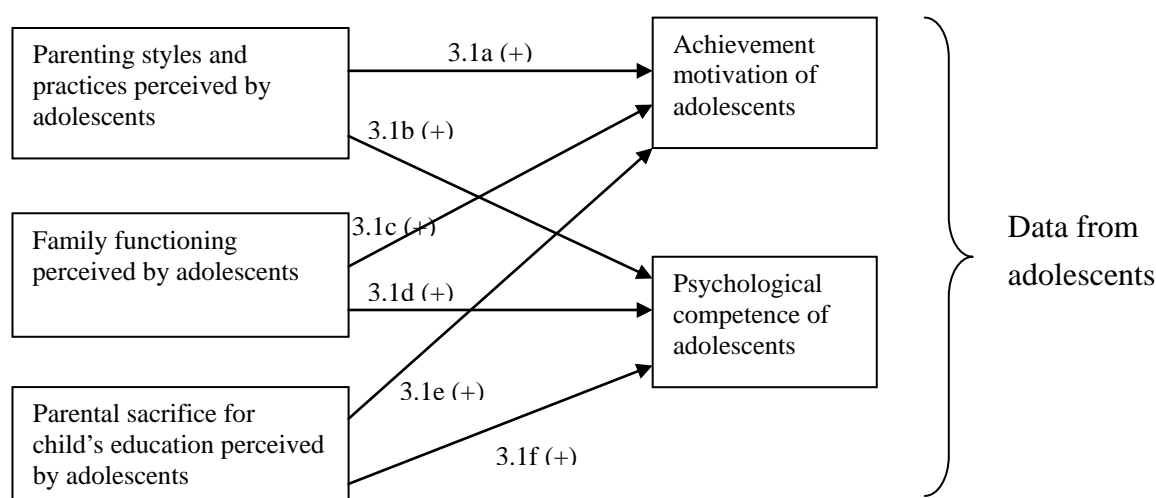 Parenting styles and
practices perceived by
adolescents
3.1a (+)
Achievement
motivation of
adolescents
3.1b (+)
Family functioning
perceived by adolescents
3.1c (+)
3.1d (+)
Psychological
competence of
adolescents
Parental sacrifice for
child’s education perceived
by adolescents
3.1e (+)
3.1f (+)
Data from
adolescents